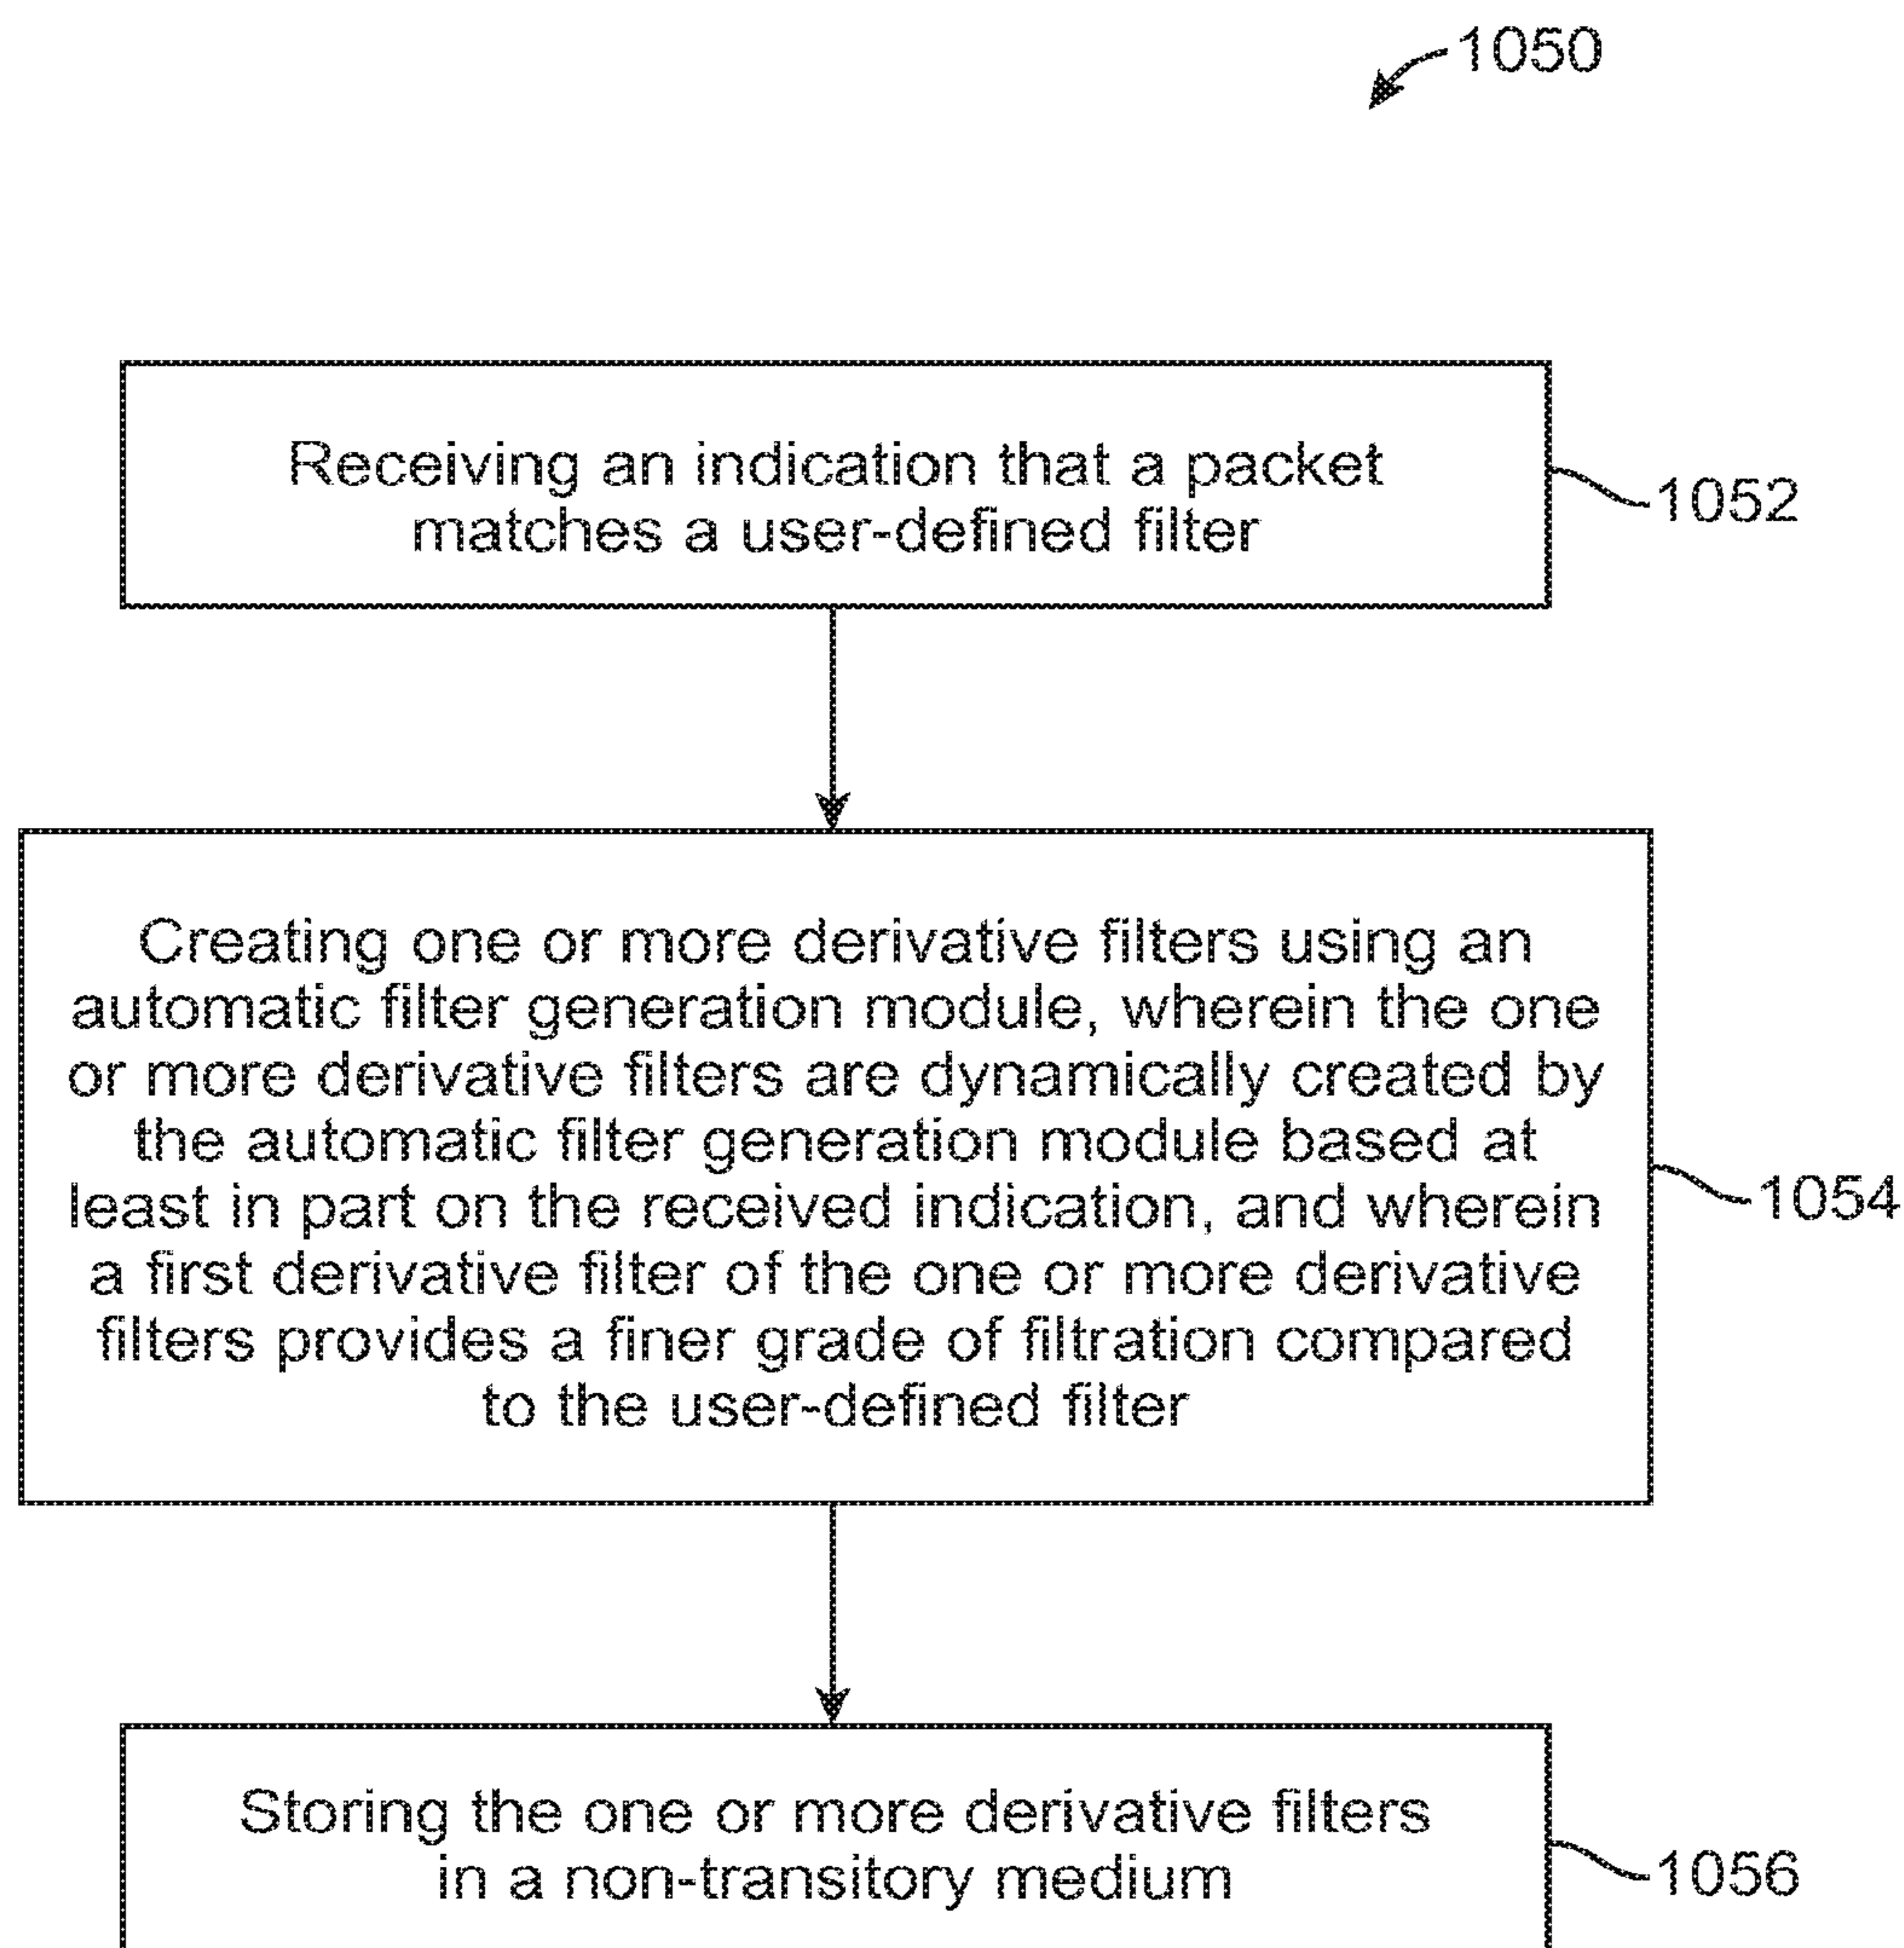 1050
Receiving an indication that a packet
matches a user-defined filter
1052
Creating one or more derivative filters using an
automatic filter generation module, wherein the one
or more derivative filters are dynamically created by
the automatic filter generation module based at
least in part on the received indication, and wherein
a first derivative filter of the one or more derivative
filters provides a finer grade of filtration compared
to the user-defined filter
1054
Storing the one or more derivative filters
in a non-transitory medium
1056